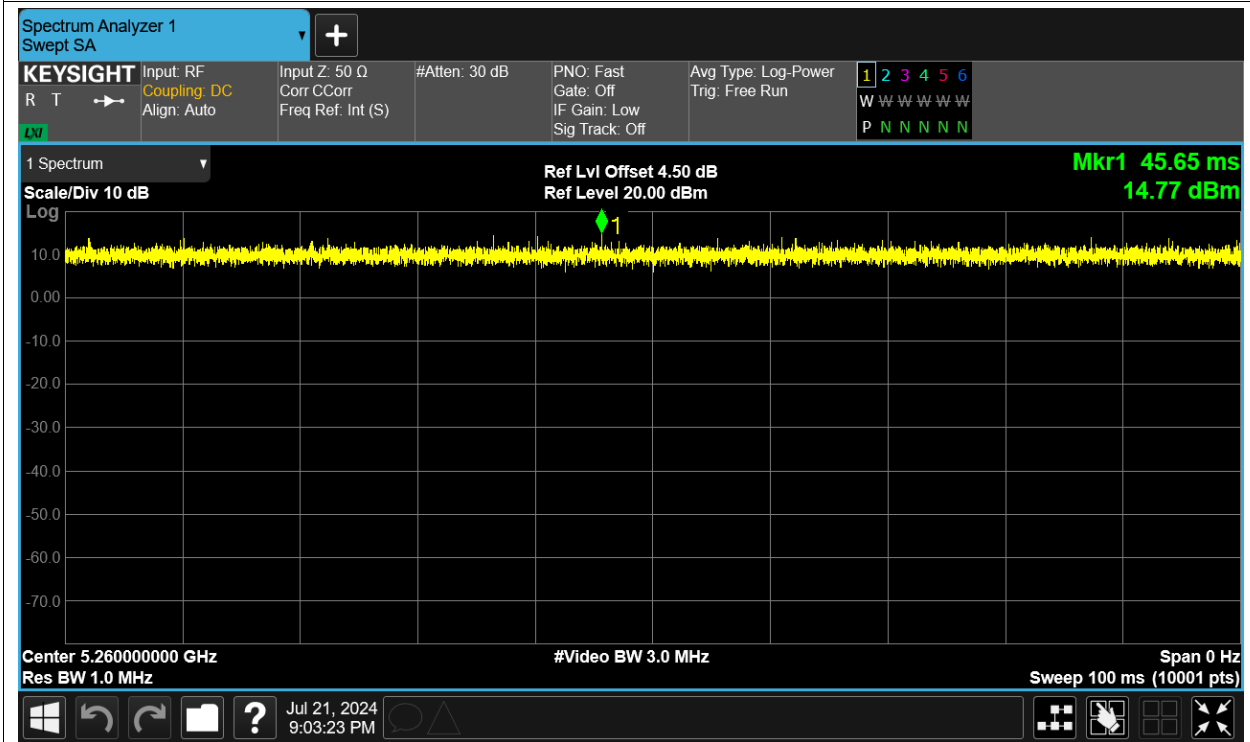 Spectrum Analyzer 1
Swept SA
KEYSIGHT
R T
LXI
Input: RF
Coupling: DC
Align: Auto
Input Z: 50 Ω
Corr CCorr
Freq Ref: Int (S)
#Atten: 30 dB
PNO: Fast
Gate: Off
IF Gain: Low
Sig Track: Off
Avg Type: Log-Power
Trig: Free Run
1 2 3 4 5 6
W W W W W W
P N N N N N
1 Spectrum
Scale/Div 10 dB
Ref Lvl Offset 4.50 dB
Ref Level 20.00 dBm
Mkr1 45.65 ms
14.77 dBm
Log
1
10.0
0.00
-10.0
-20.0
-30.0
-40.0
-50.0
-60.0
-70.0
Center 5.260000000 GHz
Res BW 1.0 MHz
#Video BW 3.0 MHz
Span 0 Hz
Sweep 100 ms (10001 pts)
?
Jul 21, 2024
9:03:23 PM